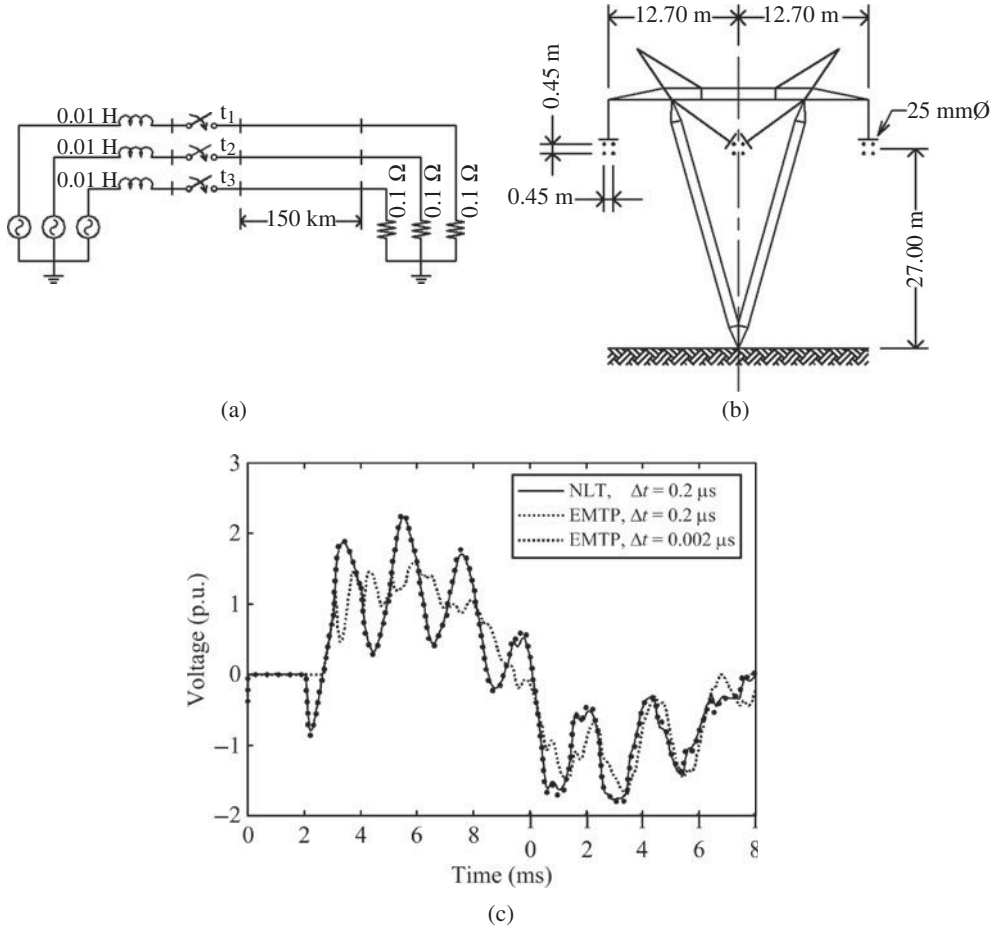 0.01 H
t1
0.01 H
t2
0.01 H
t3
150 km
0.1 Ω
0.1 Ω
0.1 Ω
(a)
12.70 m
12.70 m
0.45 m
25 mmØ
0.45 m
27.00 m
(b)
3
2
1
0
−1
−2
Voltage (p.u.)
NLT, Δt = 0.2 μs
EMTP, Δt = 0.2 μs
EMTP, Δt = 0.002 μs
0 2 4 6 8 0 2 4 6 8
Time (ms)
(c)